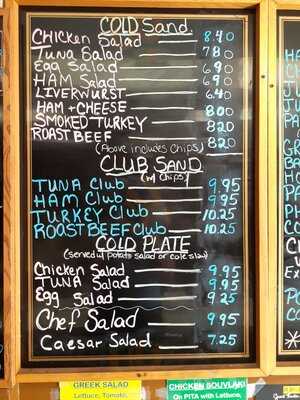 COLD Sand.
Chicken Salad 8.40
Tuna Salad 7.80
Egg Salad 6.90
HAM Salad 6.90
LIVERWURST 6.40
HAM + CHEESE 8.00
SMOKED TURKEY 8.20
ROAST BEEF 8.20
(Above includes Chips)
CLUB SAND
(w/ Chips)
TUNA Club 9.95
HAM Club 9.95
TURKEY Club 10.25
ROAST BEEF Club 10.25
COLD PLATE
(served w/ potato salad or cole slaw)
Chicken Salad 9.95
TUNA Salad 9.95
Egg Salad 9.25
Chef Salad 9.95
Caesar Salad 7.25
GREEK SALAD
Lettuce, Tomato,
CHICKEN SOUVLAKI
On PITA with Lettuce,